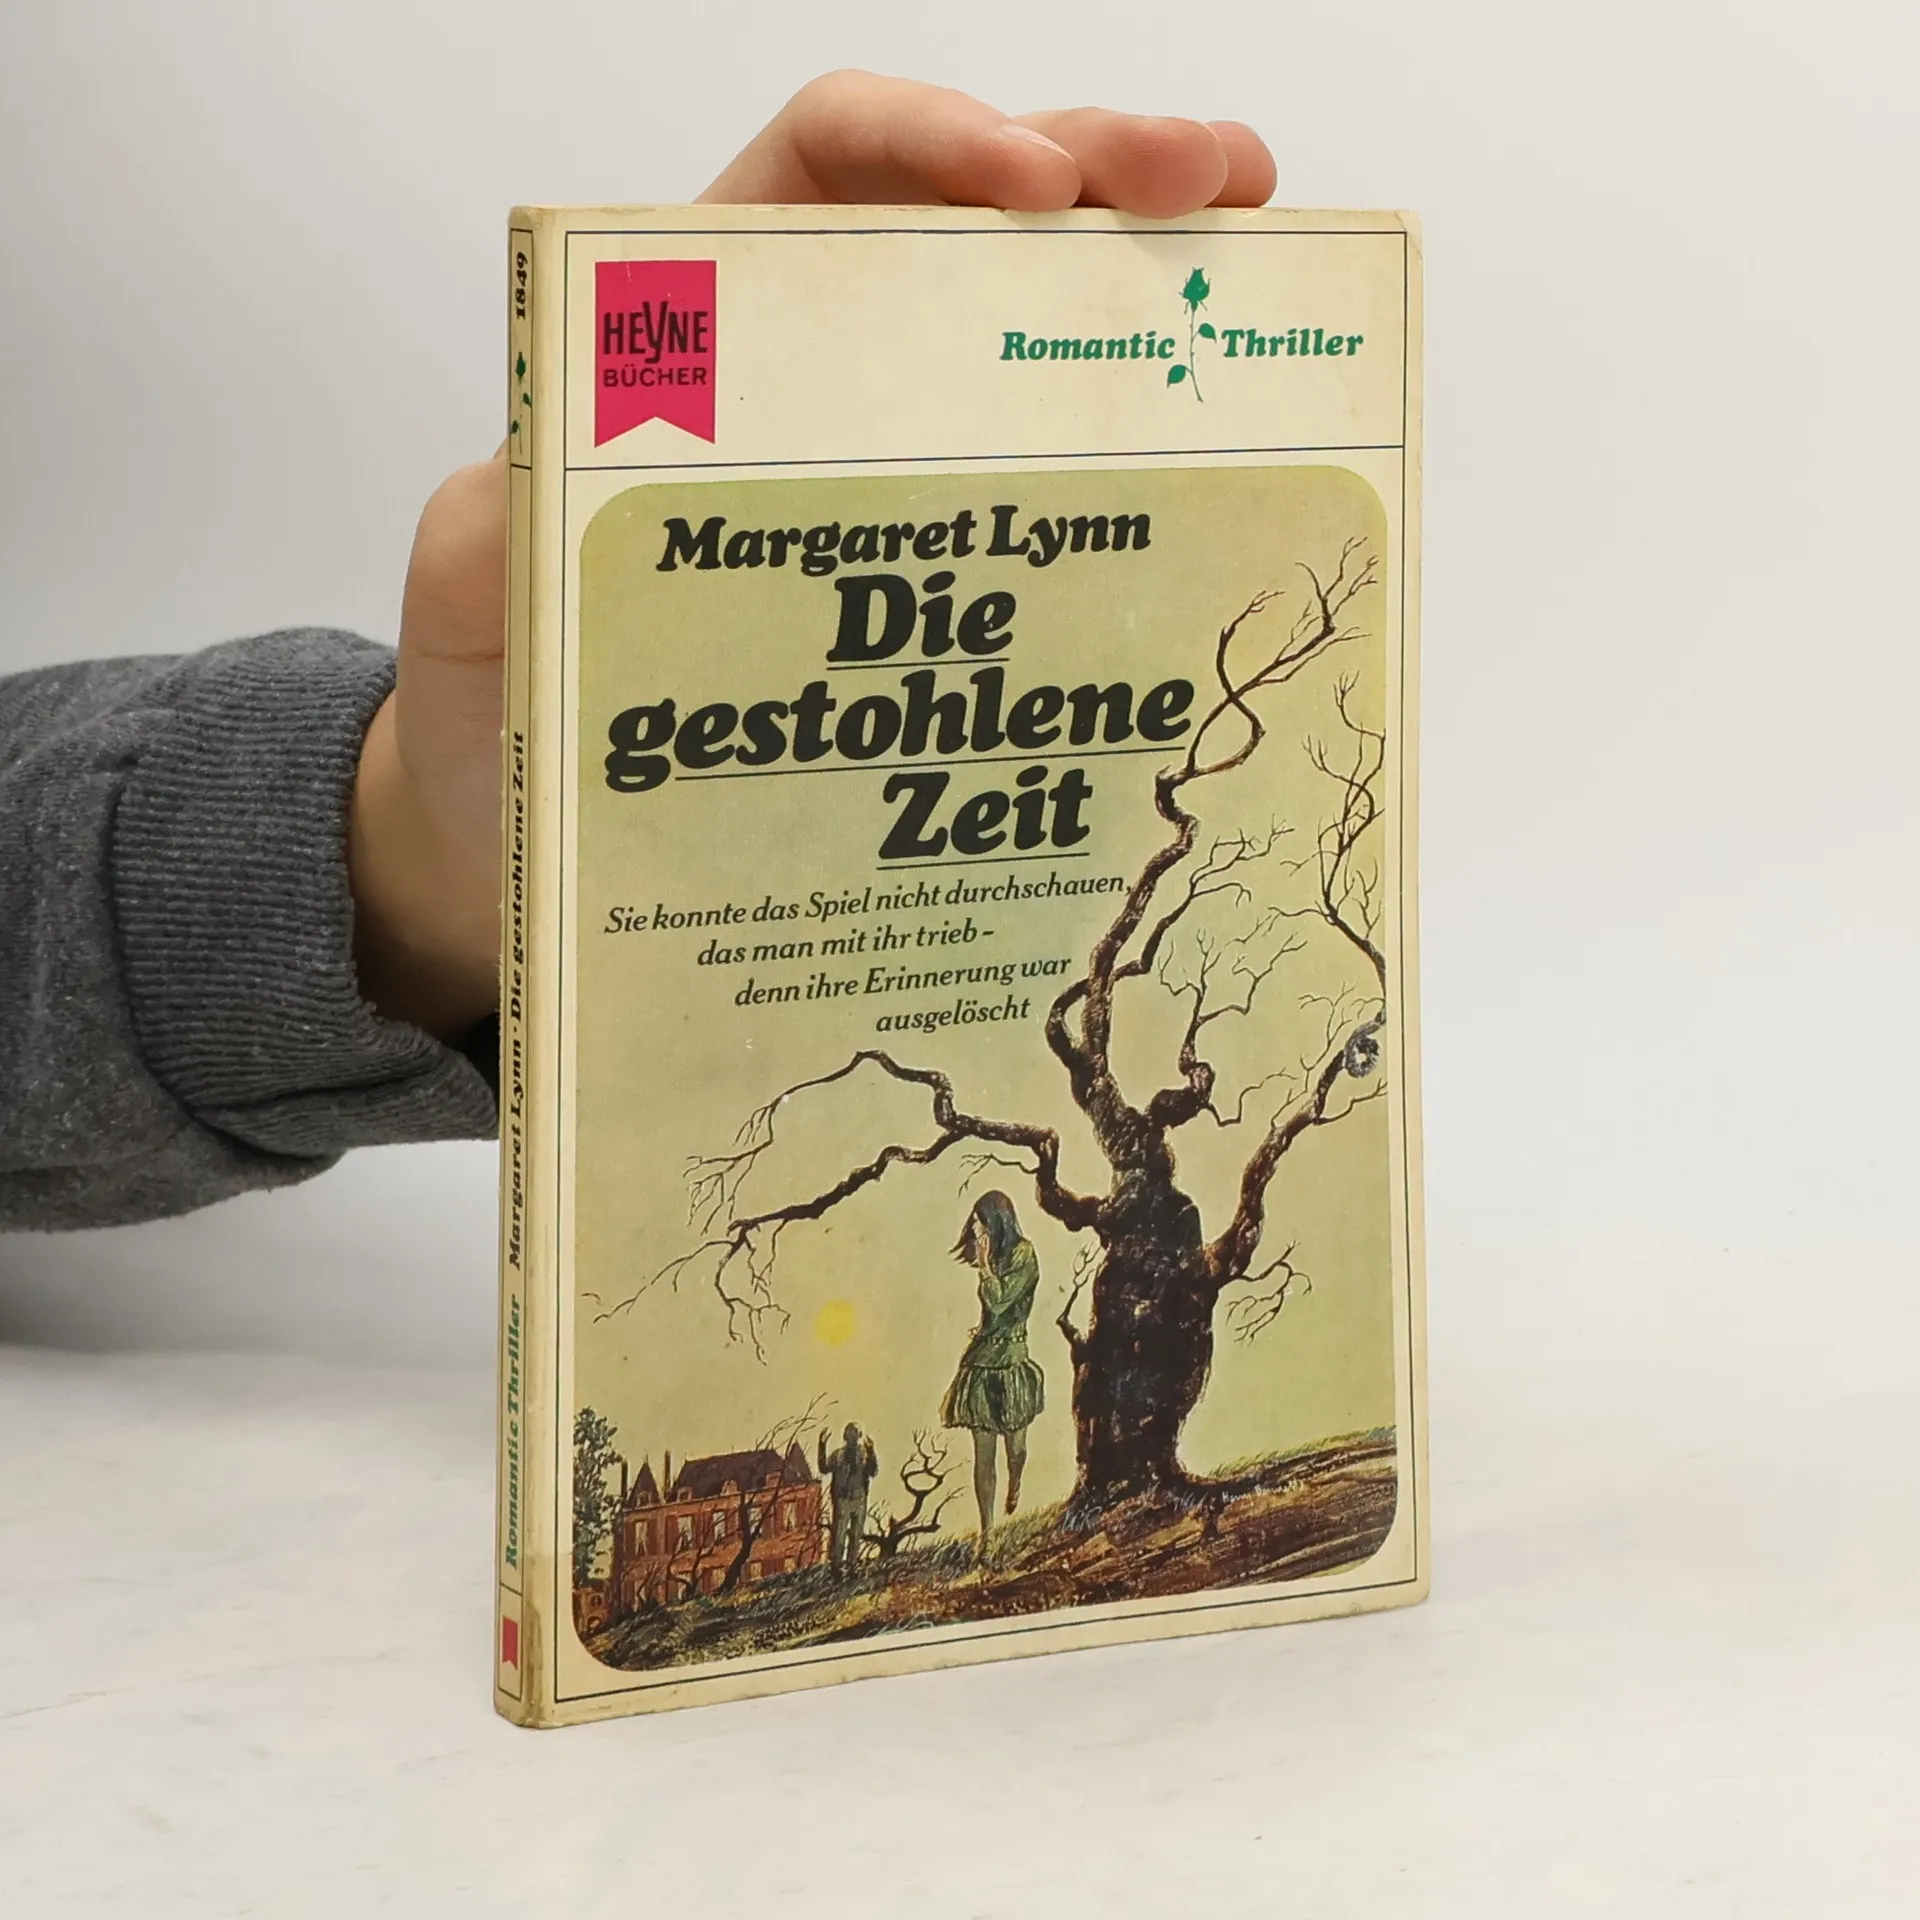 HEYNE
BÜCHER
Romantic Thriller
Margaret Lynn
Die
gestohlene
Zeit
Sie konnte das Spiel nicht durchschauen,
das man mit ihr trieb –
denn ihre Erinnerung war
ausgelöscht
Romantic Thriller Margaret Lynn · Die gestohlene Zeit 1849